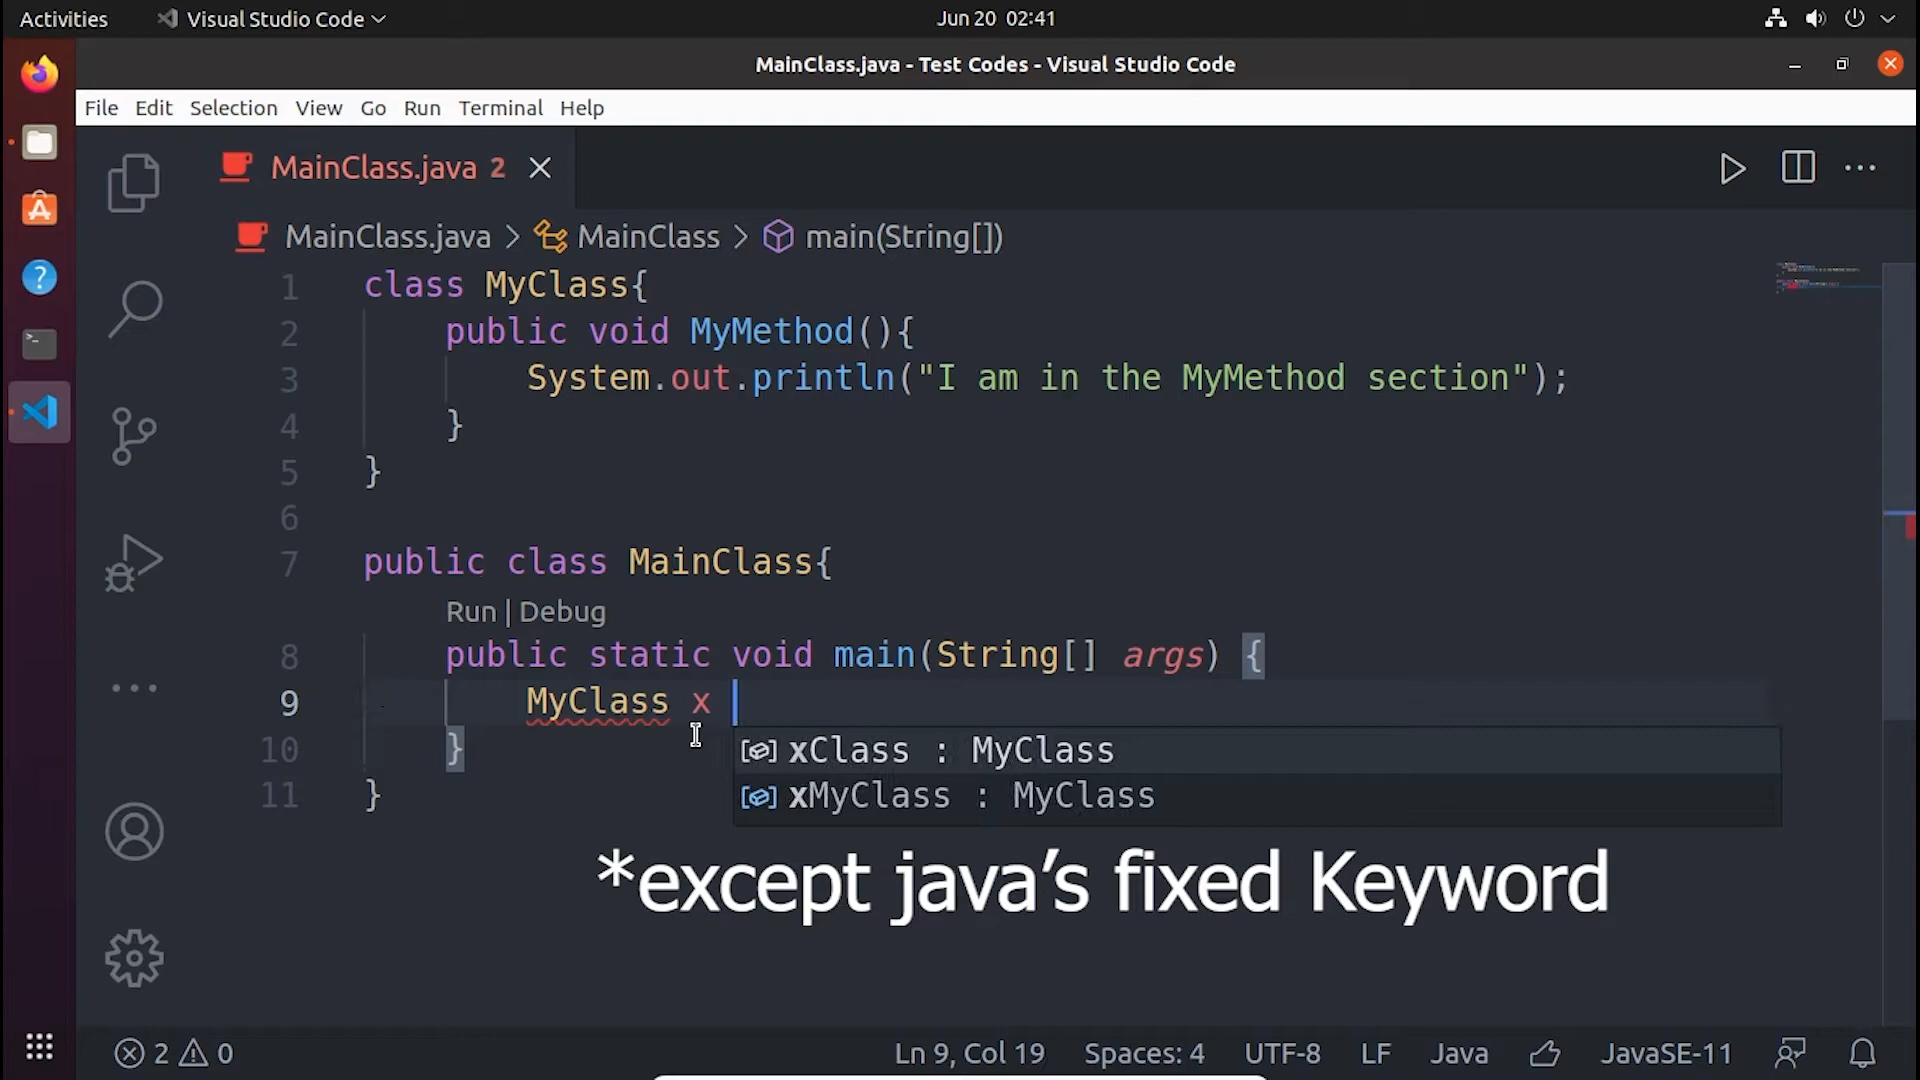 Activities Visual Studio Code Jun 20 02:41
MainClass.java - Test Codes - Visual Studio Code
File Edit Selection View Go Run Terminal Help
MainClass.java 2
MainClass.java > MainClass > main(String[])
1 class MyClass{
2 public void MyMethod(){
3 System.out.println("I am in the MyMethod section");
4 }
5 }
6
7 public class MainClass{
Run | Debug
8 public static void main(String[] args) {
9 MyClass x
10 }
11 }
xClass : MyClass
xMyClass : MyClass
*except java’s fixed Keyword
2 0 Ln 9, Col 19 Spaces: 4 UTF-8 LF Java JavaSE-11